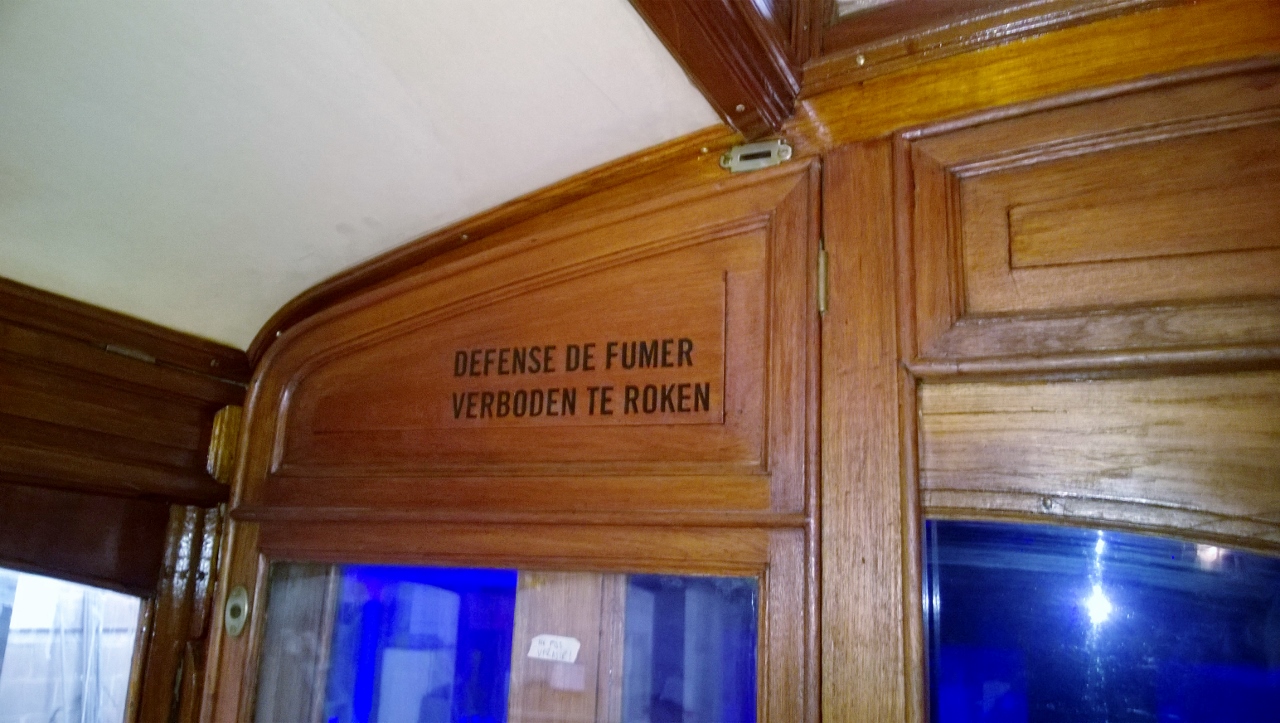 DEFENSE DE FUMER
VERBODEN TE ROKEN